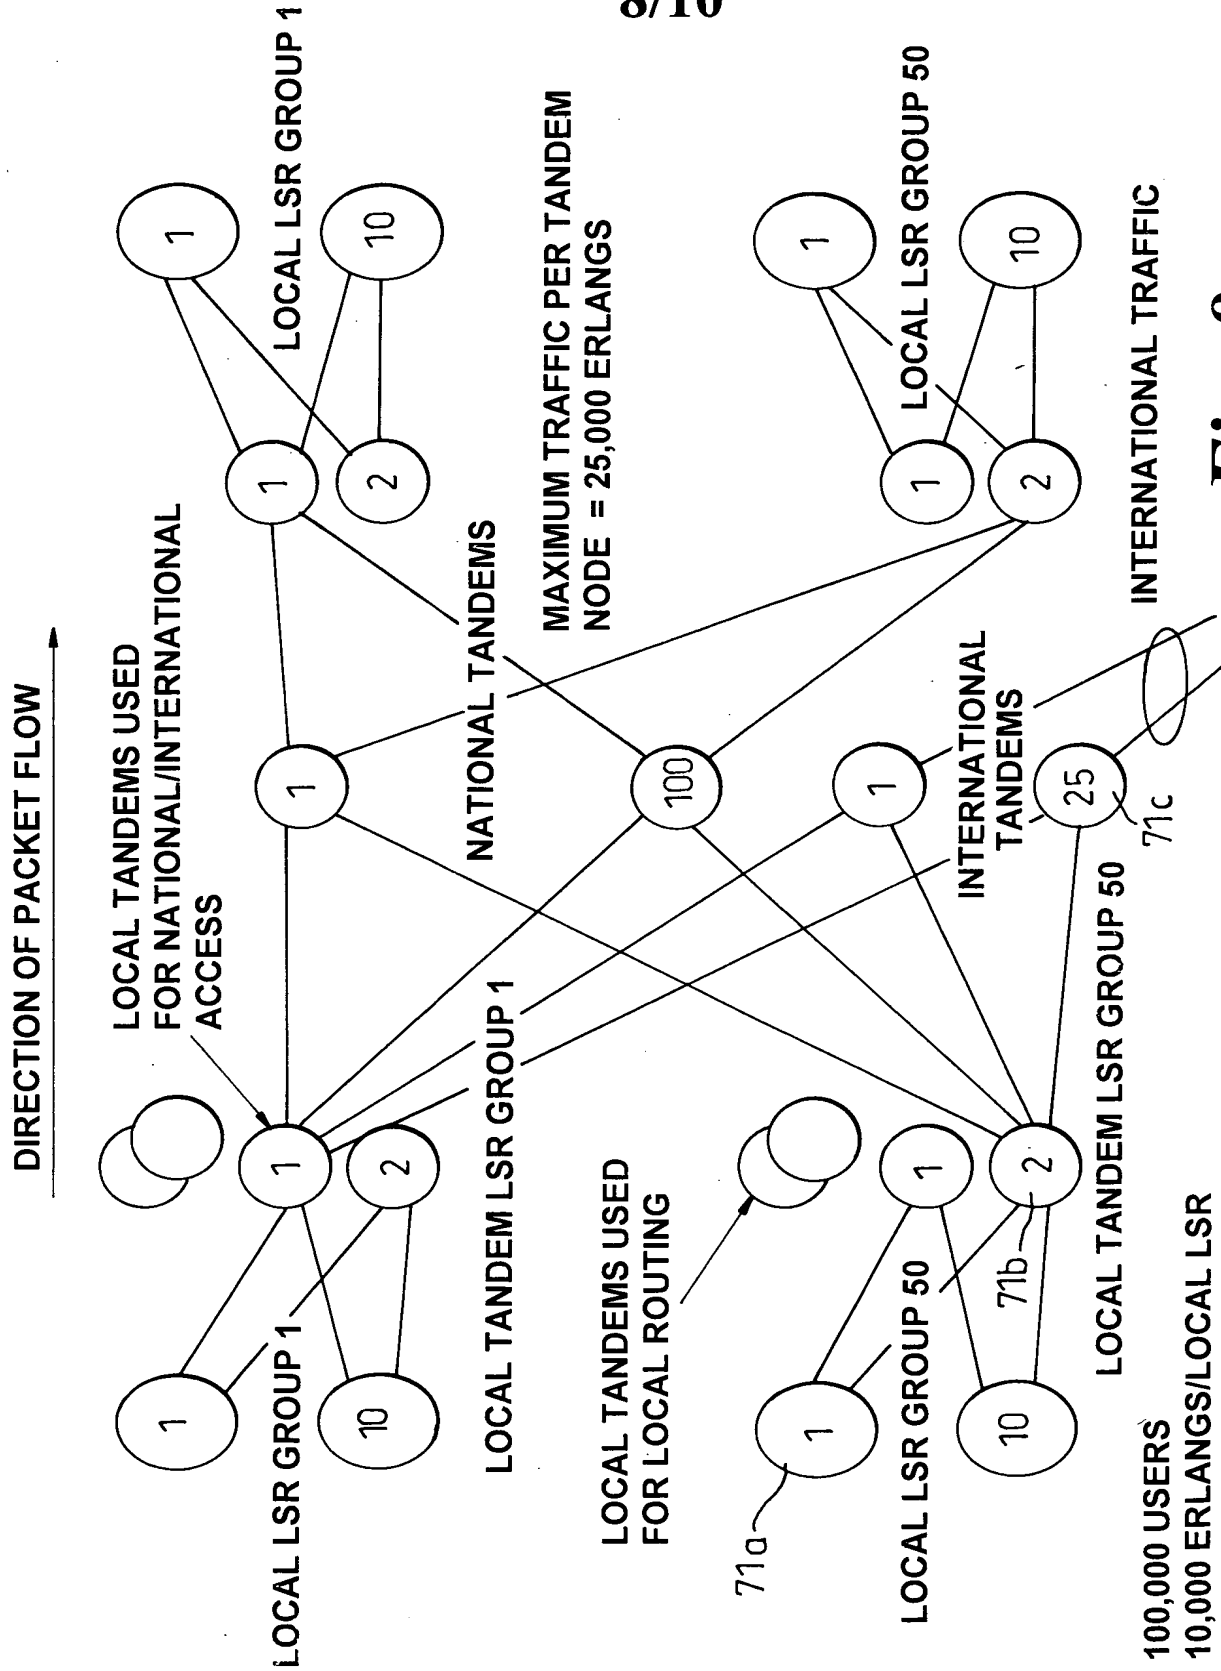 8/10
DIRECTION OF PACKET FLOW
LOCAL TANDEMS USED
FOR NATIONAL/INTERNATIONAL
ACCESS
1
10
LOCAL LSR GROUP 1
1
2
LOCAL TANDEM LSR GROUP 1
1
NATIONAL TANDEMS
100
1
2
1
10
LOCAL LSR GROUP 1
MAXIMUM TRAFFIC PER TANDEM
NODE = 25,000 ERLANGS
LOCAL TANDEMS USED
FOR LOCAL ROUTING
71a
1
10
LOCAL LSR GROUP 50
1
2
71b
LOCAL TANDEM LSR GROUP 50
1
INTERNATIONAL
TANDEMS
25
71c
1
2
1
10
LOCAL LSR GROUP 50
INTERNATIONAL TRAFFIC
100,000 USERS
10,000 ERLANGS/LOCAL LSR